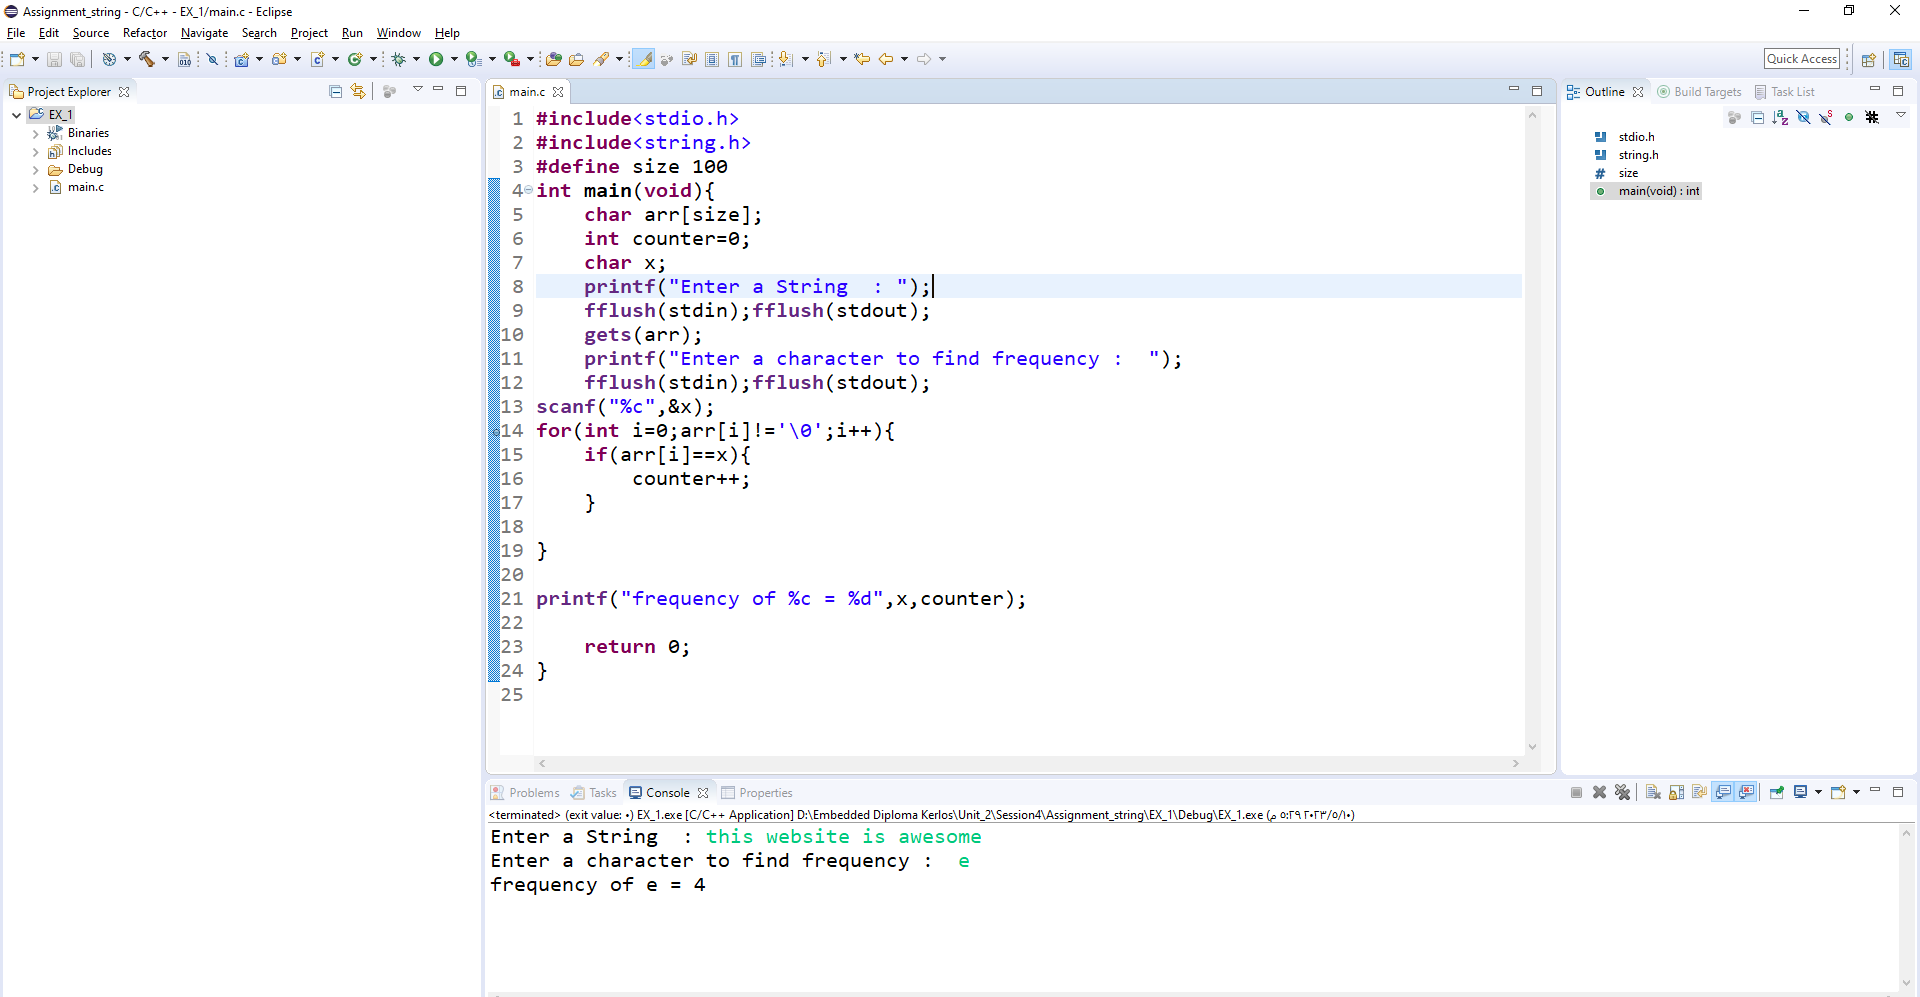 Assignment_string - C/C++ - EX_1/main.c - Eclipse
File Edit Source Refactor Navigate Search Project Run Window Help
Quick Access
Project Explorer
EX_1
Binaries
Includes
Debug
main.c
main.c
1 #include<stdio.h>
2 #include<string.h>
3 #define size 100
4 int main(void){
5     char arr[size];
6     int counter=0;
7     char x;
8     printf("Enter a String  : ");
9     fflush(stdin);fflush(stdout);
10     gets(arr);
11     printf("Enter a character to find frequency :  ");
12     fflush(stdin);fflush(stdout);
13 scanf("%c",&x);
14 for(int i=0;arr[i]!='\0';i++){
15     if(arr[i]==x){
16         counter++;
17     }
18
19 }
20
21 printf("frequency of %c = %d",x,counter);
22
23     return 0;
24 }
25
Outline Build Targets Task List
stdio.h
string.h
size
main(void) : int
Problems Tasks Console Properties
<terminated> (exit value: ٠) EX_1.exe [C/C++ Application] D:\Embedded Diploma Kerlos\Unit_2\Session4\Assignment_string\EX_1\Debug\EX_1.exe (م ٥:٢٩ ٢٠٢٣/٥/١٠)
Enter a String  : this website is awesome
Enter a character to find frequency :  e
frequency of e = 4